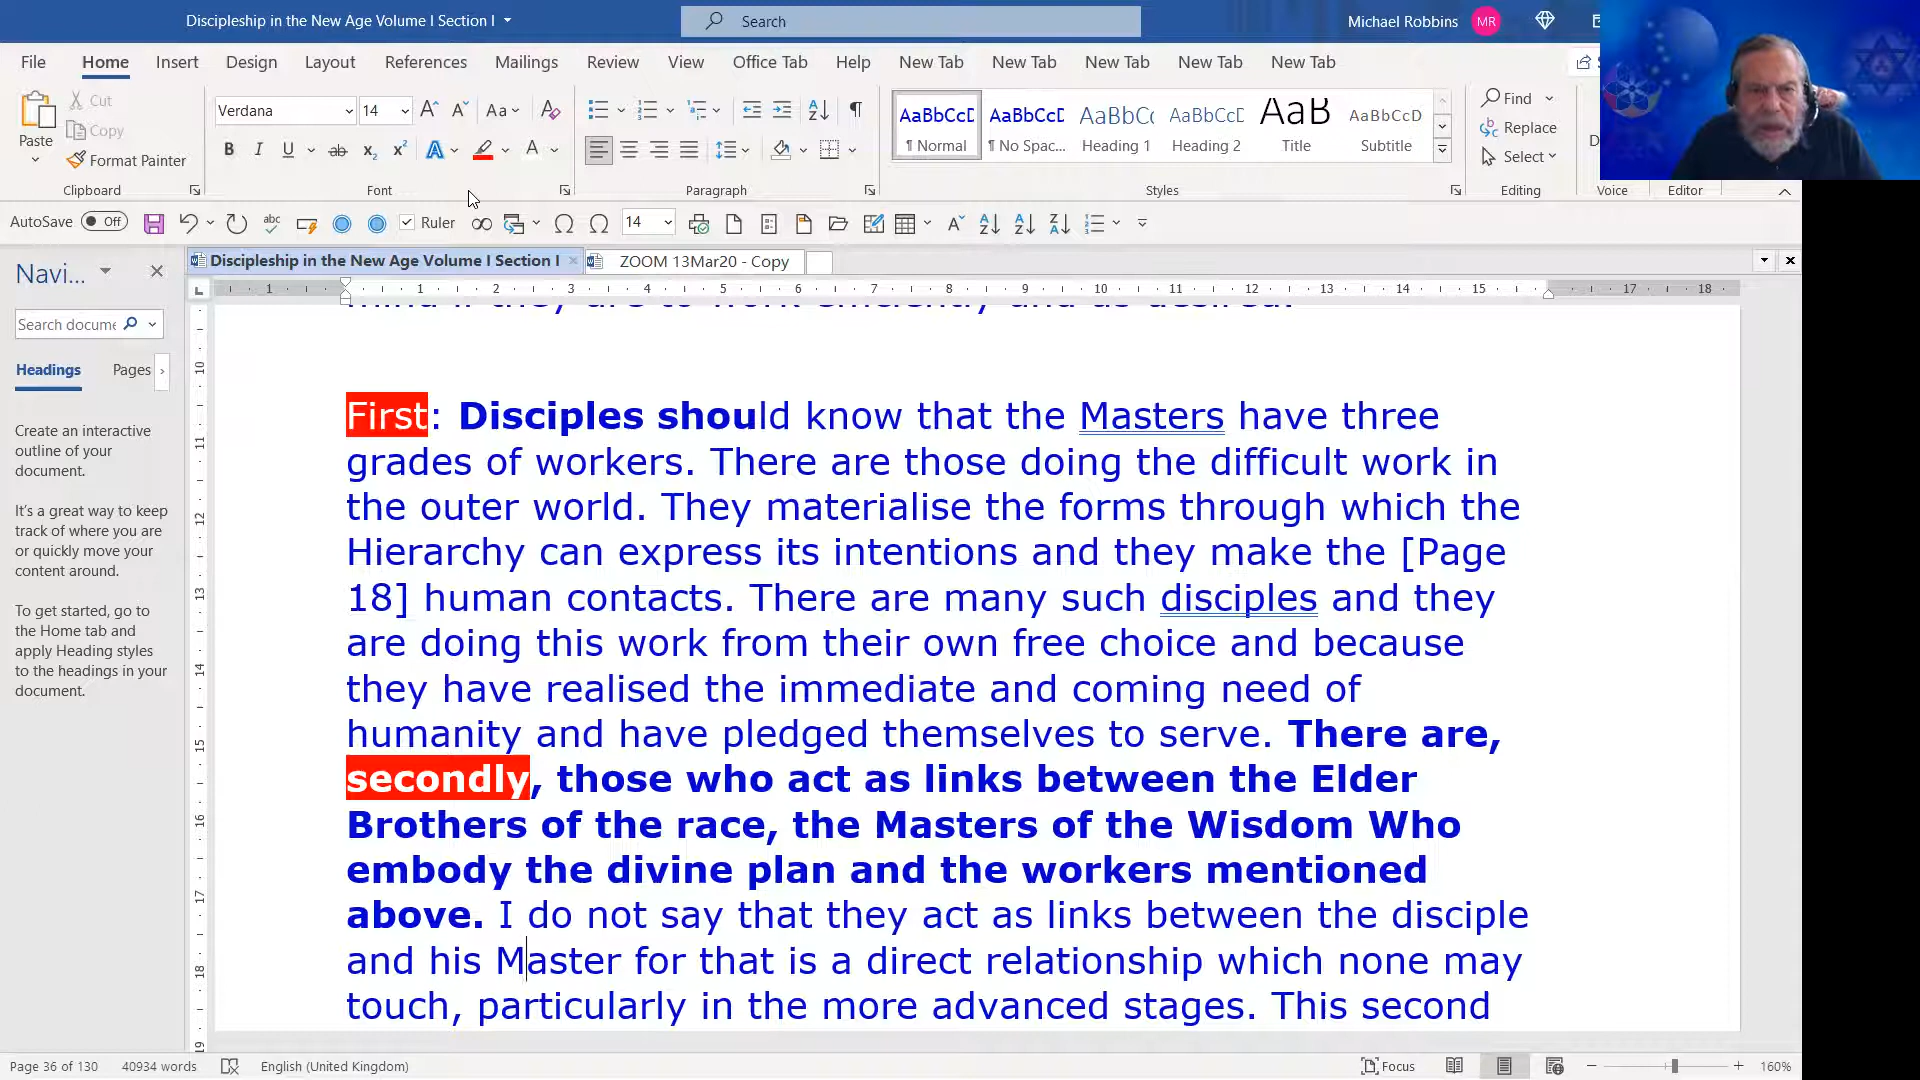 Discipleship in the New Age Volume I Section I
Search
Michael Robbins
MR
File Home Insert Design Layout References Mailings Review View Office Tab Help New Tab New Tab New Tab New Tab New Tab
Paste
Cut
Copy
Format Painter
Clipboard
Verdana
14
Font
Paragraph
AaBbCcD AaBbCcD AaBbCc AaBbCcD AaB AaBbCcD
¶ Normal ¶ No Spac... Heading 1 Heading 2 Title Subtitle
Styles
Find
Replace
Select
Editing
Voice
Editor
AutoSave Off
Ruler
14
Discipleship in the New Age Volume I Section I
ZOOM 13Mar20 - Copy
Navi...
Search docume
Headings Pages
Create an interactive
outline of your
document.
It's a great way to keep
track of where you are
or quickly move your
content around.
To get started, go to
the Home tab and
apply Heading styles
to the headings in your
document.
mind if they are to work efficiently and as desired.
First: Disciples should know that the Masters have three
grades of workers. There are those doing the difficult work in
the outer world. They materialise the forms through which the
Hierarchy can express its intentions and they make the [Page
18] human contacts. There are many such disciples and they
are doing this work from their own free choice and because
they have realised the immediate and coming need of
humanity and have pledged themselves to serve. There are,
secondly, those who act as links between the Elder
Brothers of the race, the Masters of the Wisdom Who
embody the divine plan and the workers mentioned
above. I do not say that they act as links between the disciple
and his Master for that is a direct relationship which none may
touch, particularly in the more advanced stages. This second
Page 36 of 130
40934 words
English (United Kingdom)
Focus
160%